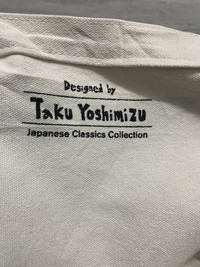 Designed by
Taku Yoshimizu
Japanese Classics Collection